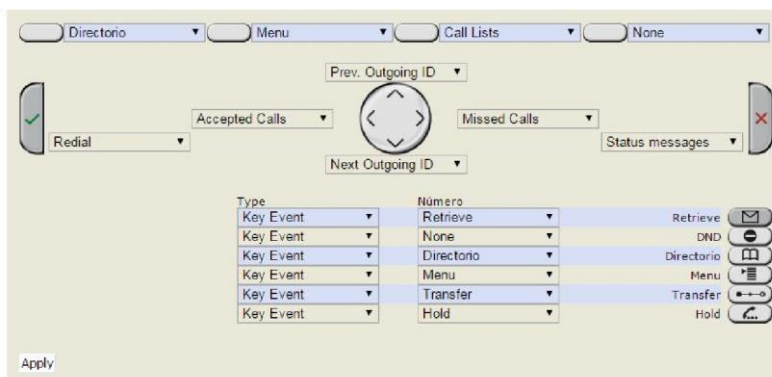 Directorio Menu Call Lists None
Prev. Outgoing ID
Accepted Calls Missed Calls
Redial Status messages
Next Outgoing ID
Type Número
Key Event Retrieve Retrieve
Key Event None DND
Key Event Directorio Directorio
Key Event Menu Menu
Key Event Transfer Transfer
Key Event Hold Hold
Apply